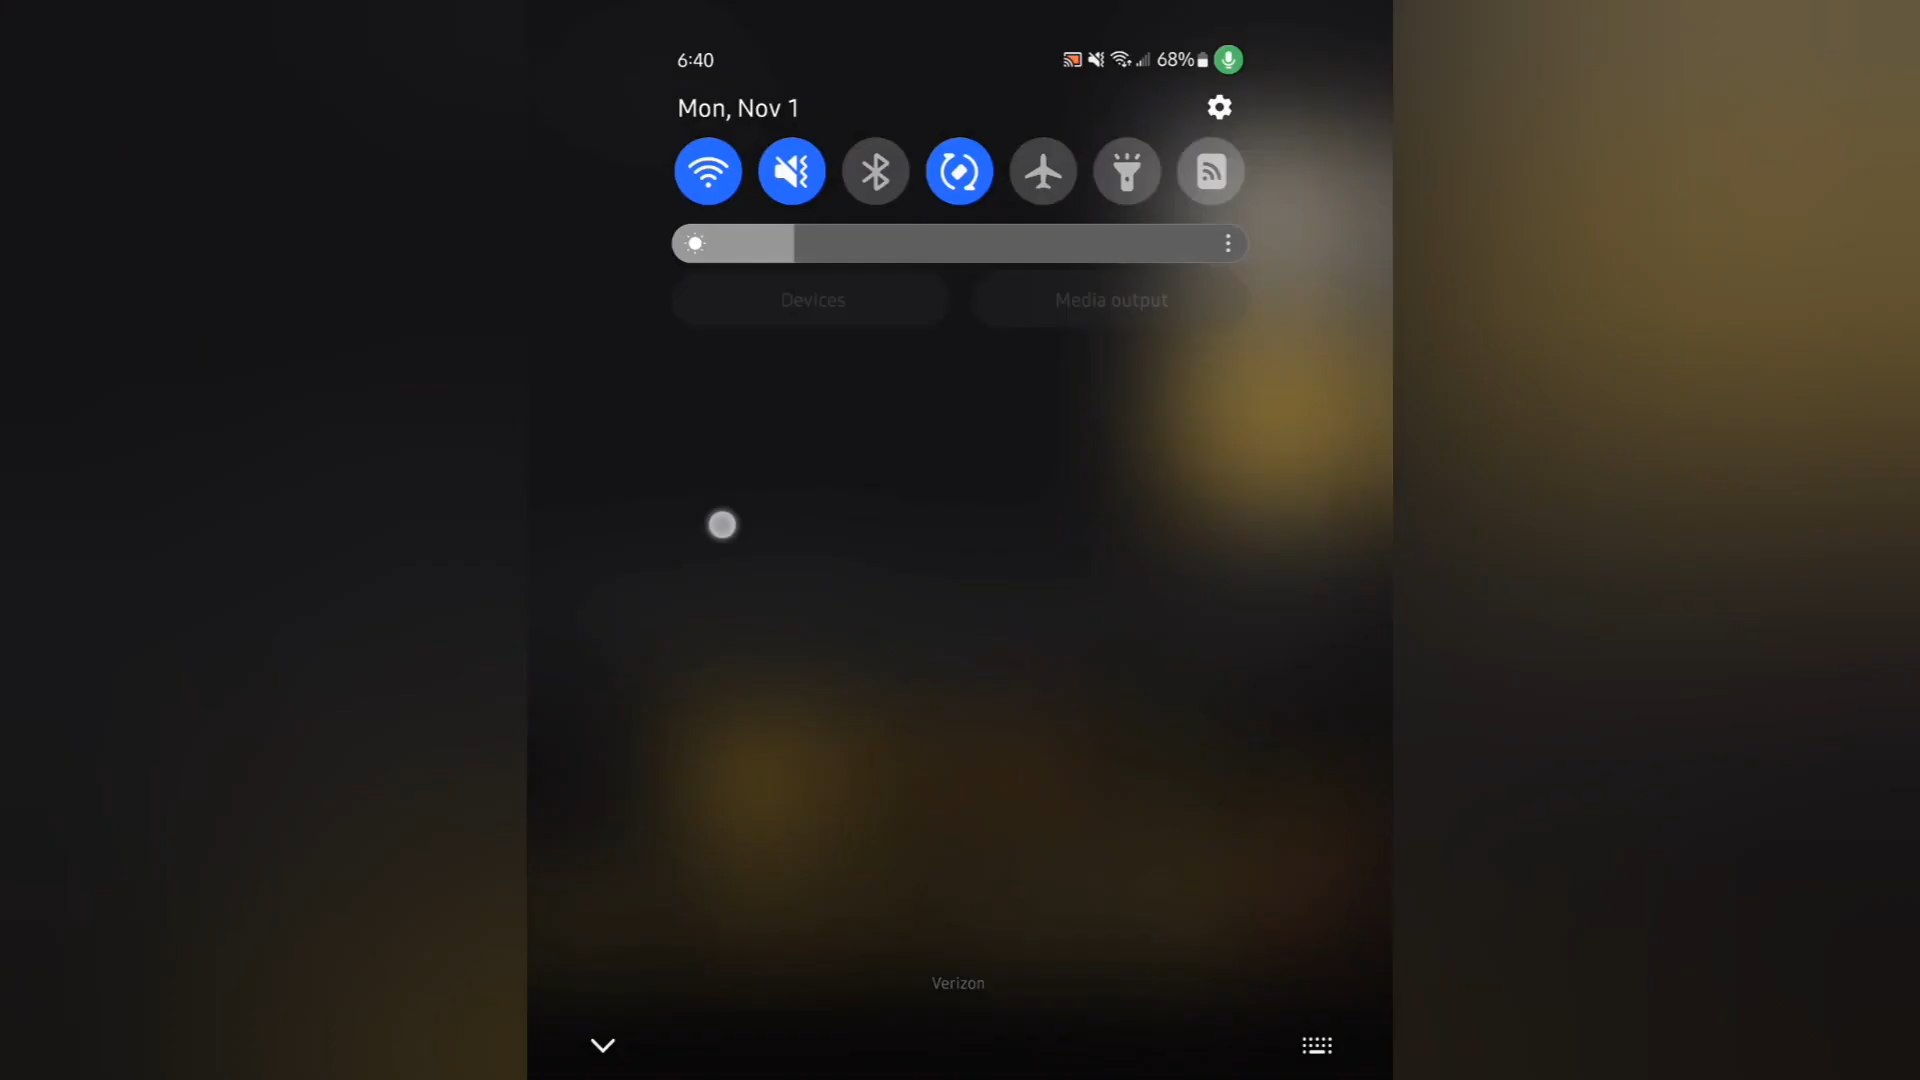 6:40
68%
Mon, Nov 1
Devices
Media output
Verizon